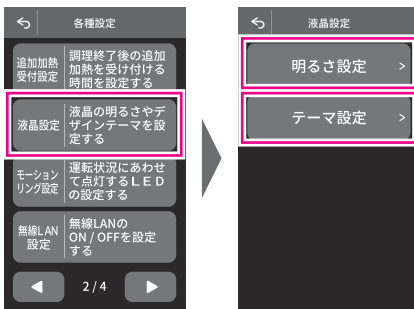 各種設定
追加加熱
受付設定
調理終了後の追加
加熱を受け付ける
時間を設定する
液晶設定
液晶の明るさやデ
ザインテーマを設
定する
モーション
リング設定
運転状況にあわせ
て点灯するＬＥＤ
の設定する
無線LAN
設定
無線LANの
ON / OFFを設定
する
2 / 4
液晶設定
明るさ設定 >
テーマ設定 >